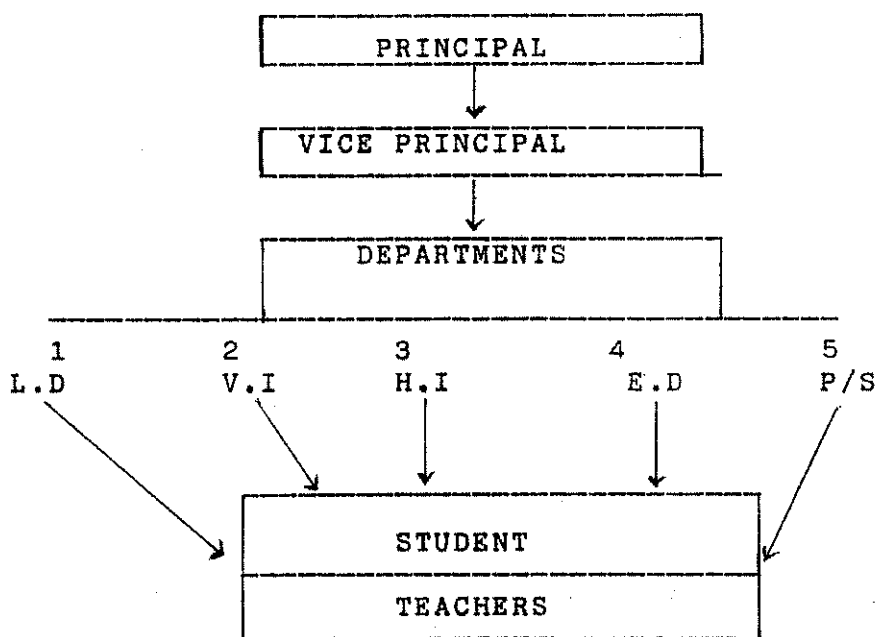 PRINCIPAL
VICE PRINCIPAL
DEPARTMENTS
1 2 3 4 5
L.D V.I H.I E.D P/S
STUDENT
TEACHERS